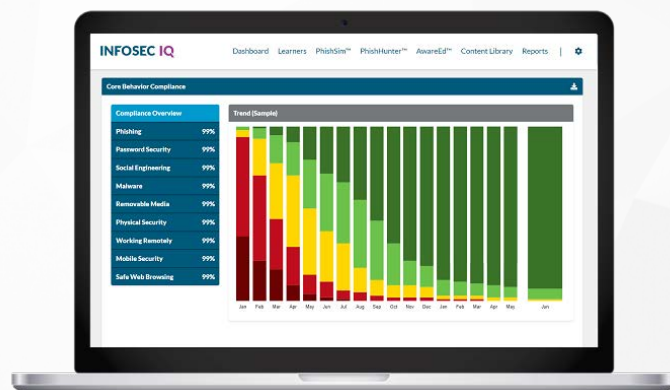 INFOSEC IQ
Dashboard Learners PhishSim™ PhishHunter™ AwareEd™ Content Library Reports |
Core Behavior Compliance
Compliance Overview
Phishing 99%
Password Security 99%
Social Engineering 99%
Malware 99%
Removable Media 99%
Physical Security 99%
Working Remotely 99%
Mobile Security 99%
Safe Web Browsing 99%
Trend (Sample)
Jan Feb Mar Apr May Jun Jul Aug Sep Oct Nov Dec Jan Feb Mar Apr May Jun